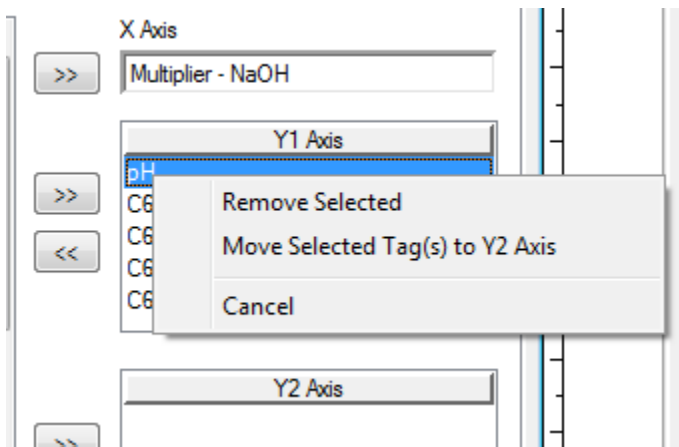 X Axis
>>
Multiplier - NaOH
Y1 Axis
pH
>>
C6
C6
<<
C6
C6
Remove Selected
Move Selected Tag(s) to Y2 Axis
Cancel
Y2 Axis
>>